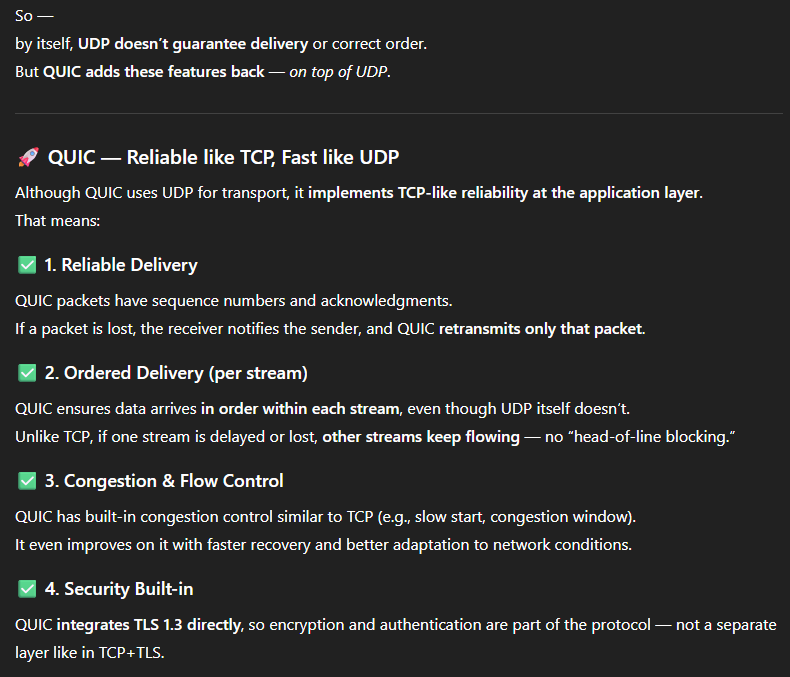 So —
by itself, UDP doesn't guarantee delivery or correct order.
But QUIC adds these features back — on top of UDP.
🚀 QUIC — Reliable like TCP, Fast like UDP
Although QUIC uses UDP for transport, it implements TCP-like reliability at the application layer.
That means:
✅ 1. Reliable Delivery
QUIC packets have sequence numbers and acknowledgments.
If a packet is lost, the receiver notifies the sender, and QUIC retransmits only that packet.
✅ 2. Ordered Delivery (per stream)
QUIC ensures data arrives in order within each stream, even though UDP itself doesn't.
Unlike TCP, if one stream is delayed or lost, other streams keep flowing — no "head-of-line blocking."
✅ 3. Congestion & Flow Control
QUIC has built-in congestion control similar to TCP (e.g., slow start, congestion window).
It even improves on it with faster recovery and better adaptation to network conditions.
✅ 4. Security Built-in
QUIC integrates TLS 1.3 directly, so encryption and authentication are part of the protocol — not a separate
layer like in TCP+TLS.